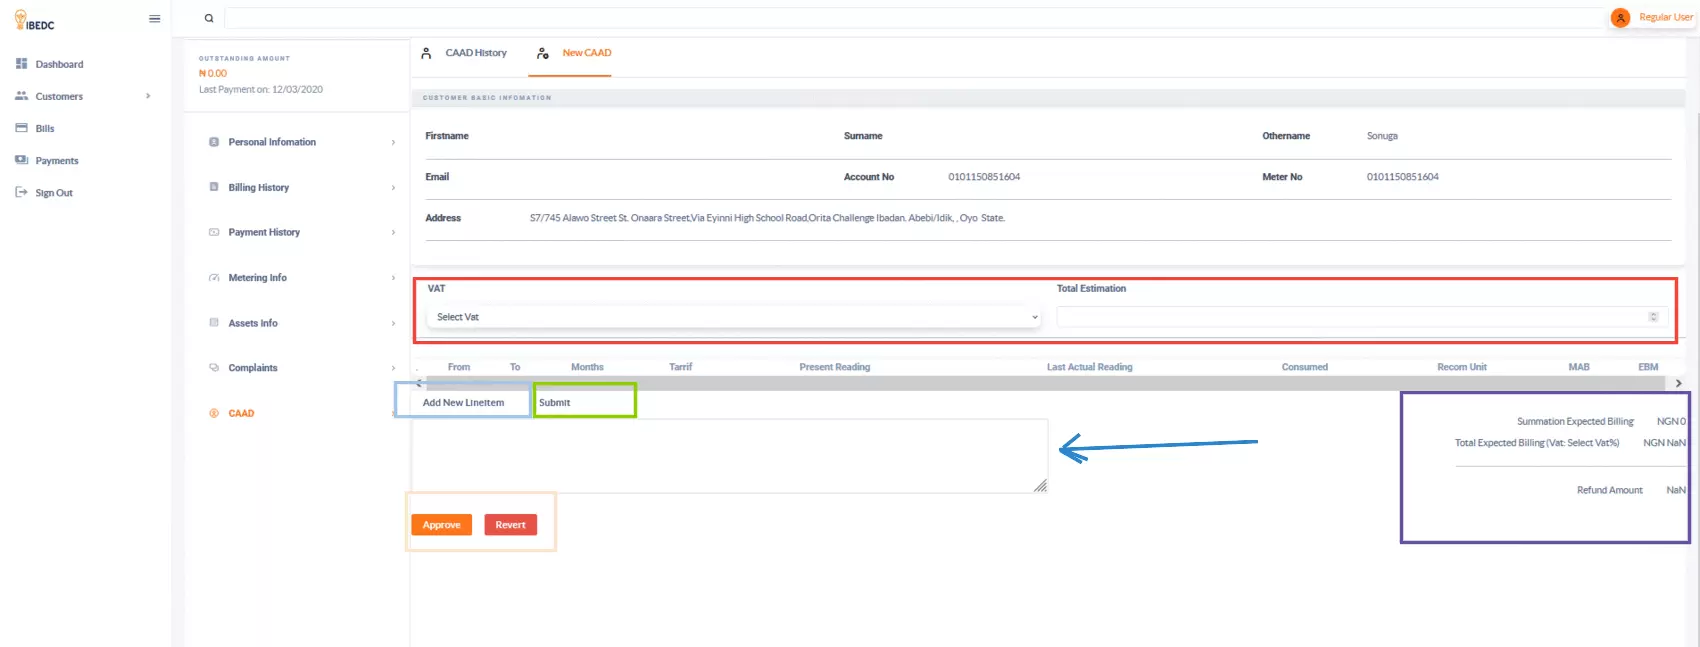 IBEDC
Regular User
Dashboard
Customers
Bills
Payments
Sign Out
OUTSTANDING AMOUNT
₦0.00
Last Payment on: 12/03/2020
Personal Infomation
Billing History
Payment History
Metering Info
Assets Info
Complaints
CAAD
CAAD History New CAAD
CUSTOMER BASIC INFOMATION
Firstname Surname Othername Sonuga
Email Account No 0101150851604 Meter No 0101150851604
Address S7/745 Alawo Street St. Onaara Street,Via Eyinni High School Road,Orita Challenge Ibadan. Abebi/Idik, , Oyo State.
VAT Total Estimation
Select Vat
. From To Months Tarrif Present Reading Last Actual Reading Consumed Recom Unit MAB EBM
Add New Lineitem Submit
Summation Expected Billing NGN 0
Total Expected Billing (Vat: Select Vat%) NGN NaN
Refund Amount NaN
Approve Revert